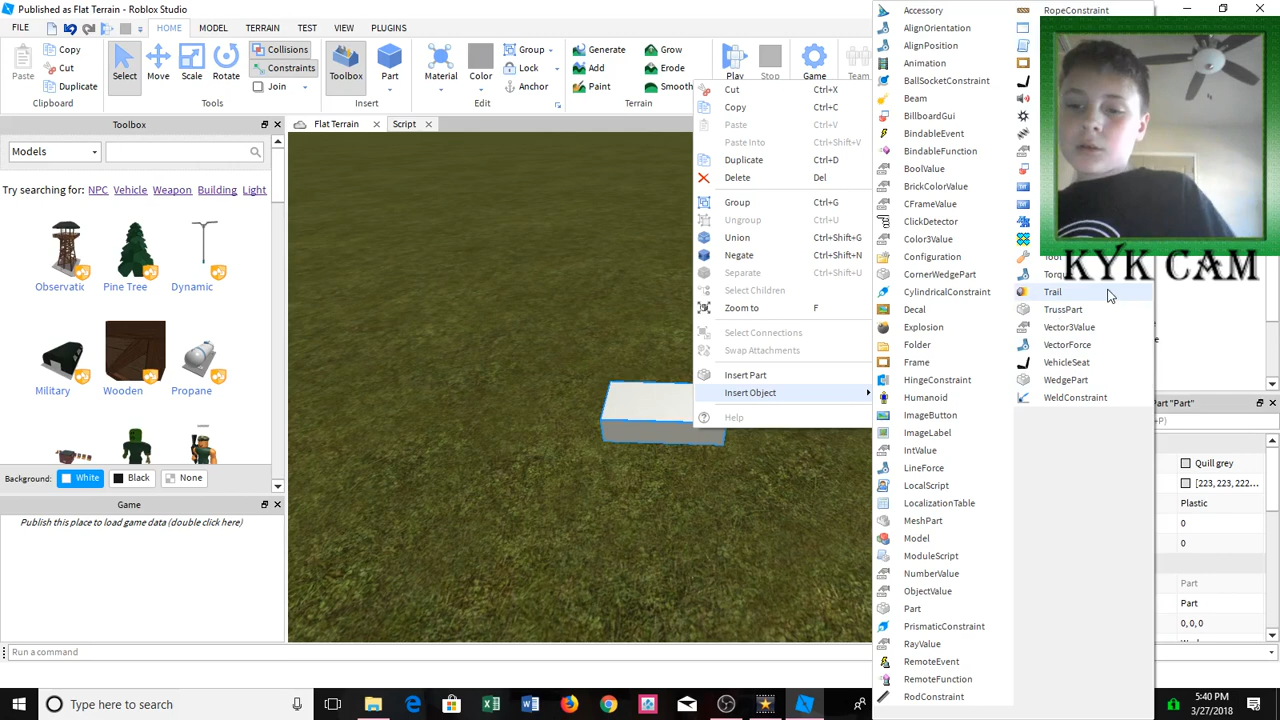 Published as Flat Terrain - Roblox Studio
FILE
HOME MODEL TERRAIN TEST VIEW PLUGINS
Paste Copy Cut Duplicate
Clipboard
Select Move Scale Rotate
Collisions
Constraints
Join
Tools
Toolbox Part
Insert
Material Color
Group
Lock
Anchor
Edit
Generate Grow
Add Erode
Paint Smooth
Terrain
Play Stop Game
Team
Toolbox
Flat Terrain Script
Models
Try searching for: NPC Vehicle Weapon Building Light
Observatic Pine Tree Dynamic
Military Wooden Propane
Background: White Black None
Game
Publish this place to load game data (double click here)
Run a command
Cut Ctrl+X
Copy Ctrl+C
Paste Ctrl+V
Paste Into Ctrl+Shift+V
Duplicate Ctrl+D
Delete Del
Group Ctrl+G
Ungroup Ctrl+U
Union Ctrl+Shift+G
Negate Ctrl+Shift+N
Separate Ctrl+Shift+U
Select Children
Zoom to F
Select Connections
Swap Attachments
Insert Part
Insert Object
Help
Accessory
AlignOrientation
AlignPosition
Animation
BallSocketConstraint
Beam
BillboardGui
BindableEvent
BindableFunction
BoolValue
BrickColorValue
CFrameValue
ClickDetector
Color3Value
Configuration
CornerWedgePart
CylindricalConstraint
Decal
Explosion
Folder
Frame
HingeConstraint
Humanoid
ImageButton
ImageLabel
IntValue
LineForce
LocalScript
LocalizationTable
MeshPart
Model
ModuleScript
NumberValue
ObjectValue
Part
PrismaticConstraint
RayValue
RemoteEvent
RemoteFunction
RodConstraint
RopeConstraint
Tool
Torq
Trail
TrussPart
Vector3Value
VectorForce
VehicleSeat
WedgePart
WeldConstraint
KYK CAM
Part "Part"
+P)
Quill grey
[223, 223, 222...
Plastic
0
0
Part
Part
0, 0, 0
Type here to search
5:40 PM
3/27/2018